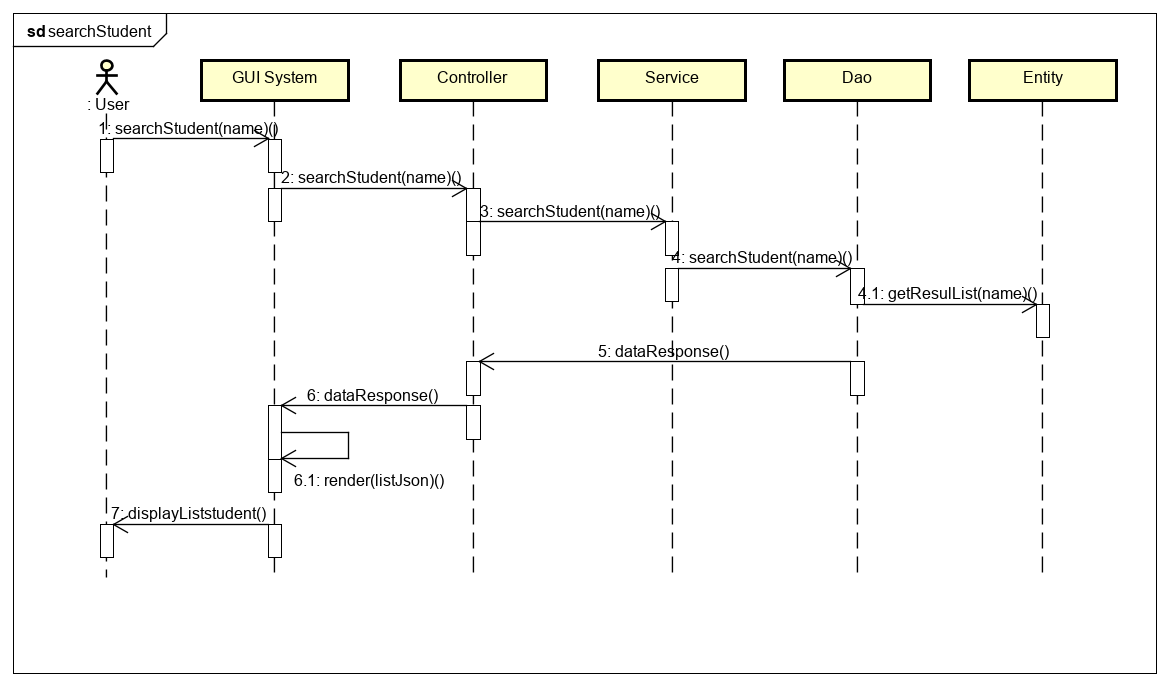 sd searchStudent
: User
GUI System
Controller
Service
Dao
Entity
1: searchStudent(name)()
2: searchStudent(name)()
3: searchStudent(name)()
4: searchStudent(name)()
4.1: getResulList(name)()
5: dataResponse()
6: dataResponse()
6.1: render(listJson)()
7: displayListstudent()